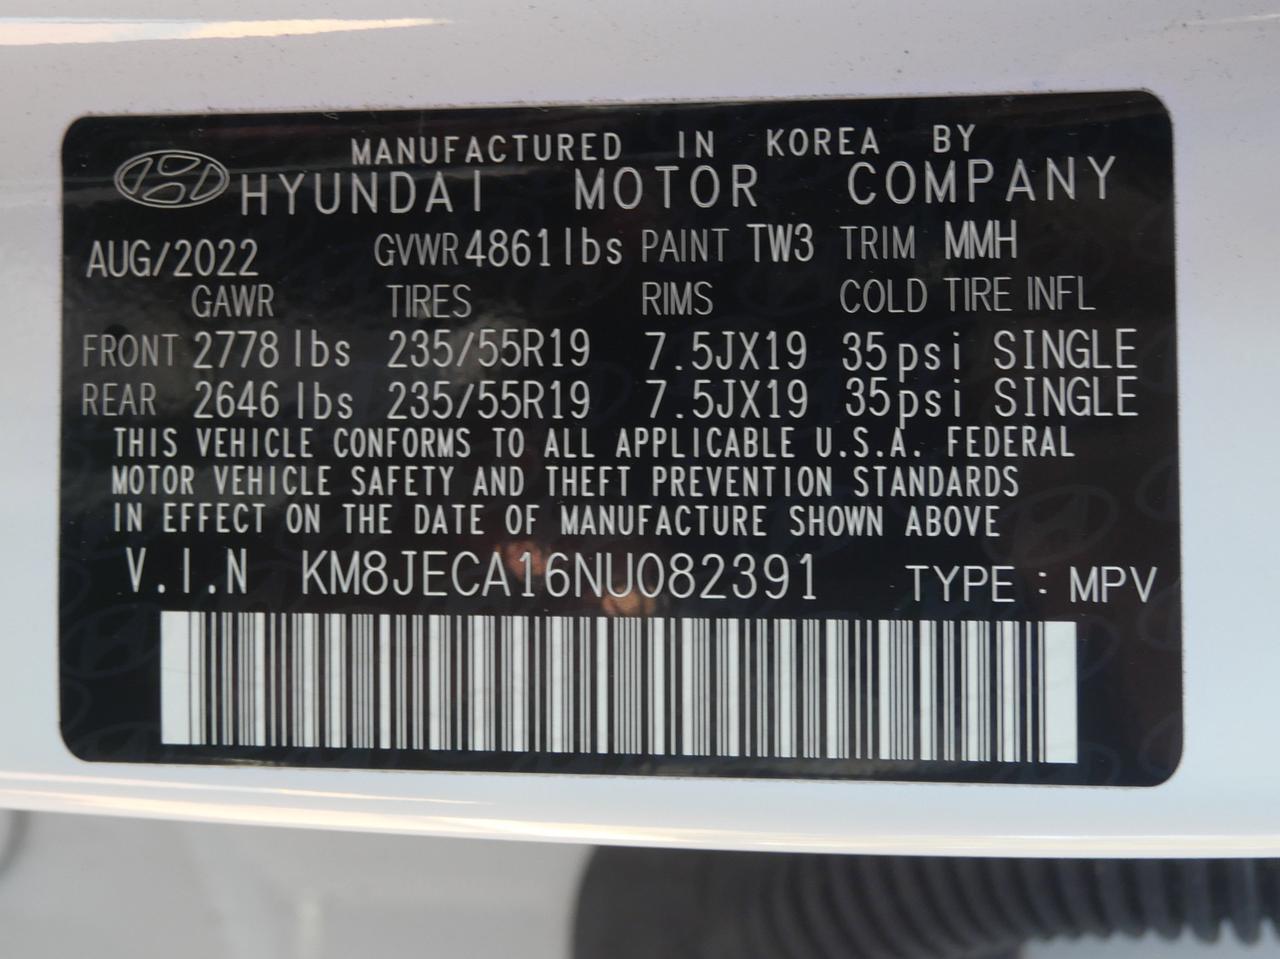 MANUFACTURED IN KOREA BY
HYUNDAI MOTOR COMPANY
AUG/2022 GVWR 4861lbs PAINT TW3 TRIM MMH
GAWR TIRES RIMS COLD TIRE INFL
FRONT 2778 lbs 235/55R19 7.5JX19 35psi SINGLE
REAR 2646 lbs 235/55R19 7.5JX19 35psi SINGLE
THIS VEHICLE CONFORMS TO ALL APPLICABLE U.S.A. FEDERAL
MOTOR VEHICLE SAFETY AND THEFT PREVENTION STANDARDS
IN EFFECT ON THE DATE OF MANUFACTURE SHOWN ABOVE
V.I.N KM8JECA16NU082391 TYPE : MPV